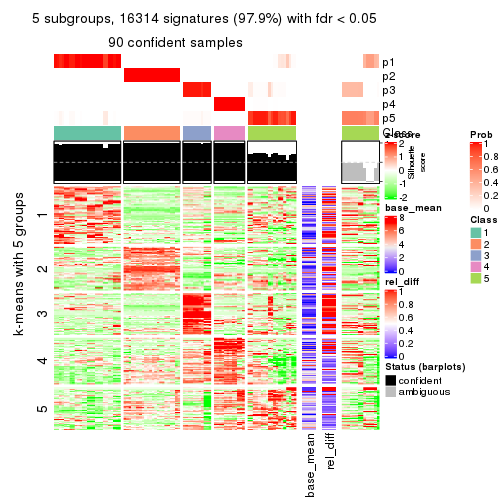 5 subgroups, 16314 signatures (97.9%) with fdr < 0.05
90 confident samples
p1
p2
p3
p4
p5
Class
k-means with 5 groups
1
2
3
4
5
1
0.5
0
Silhouette
score
base_mean
rel_diff
z-score
2
1
0
-1
-2
base_mean
8
6
4
2
0
rel_diff
1
0.8
0.6
0.4
0.2
0
Status (barplots)
confident
ambiguous
Prob
1
0.8
0.6
0.4
0.2
0
Class
1
2
3
4
5